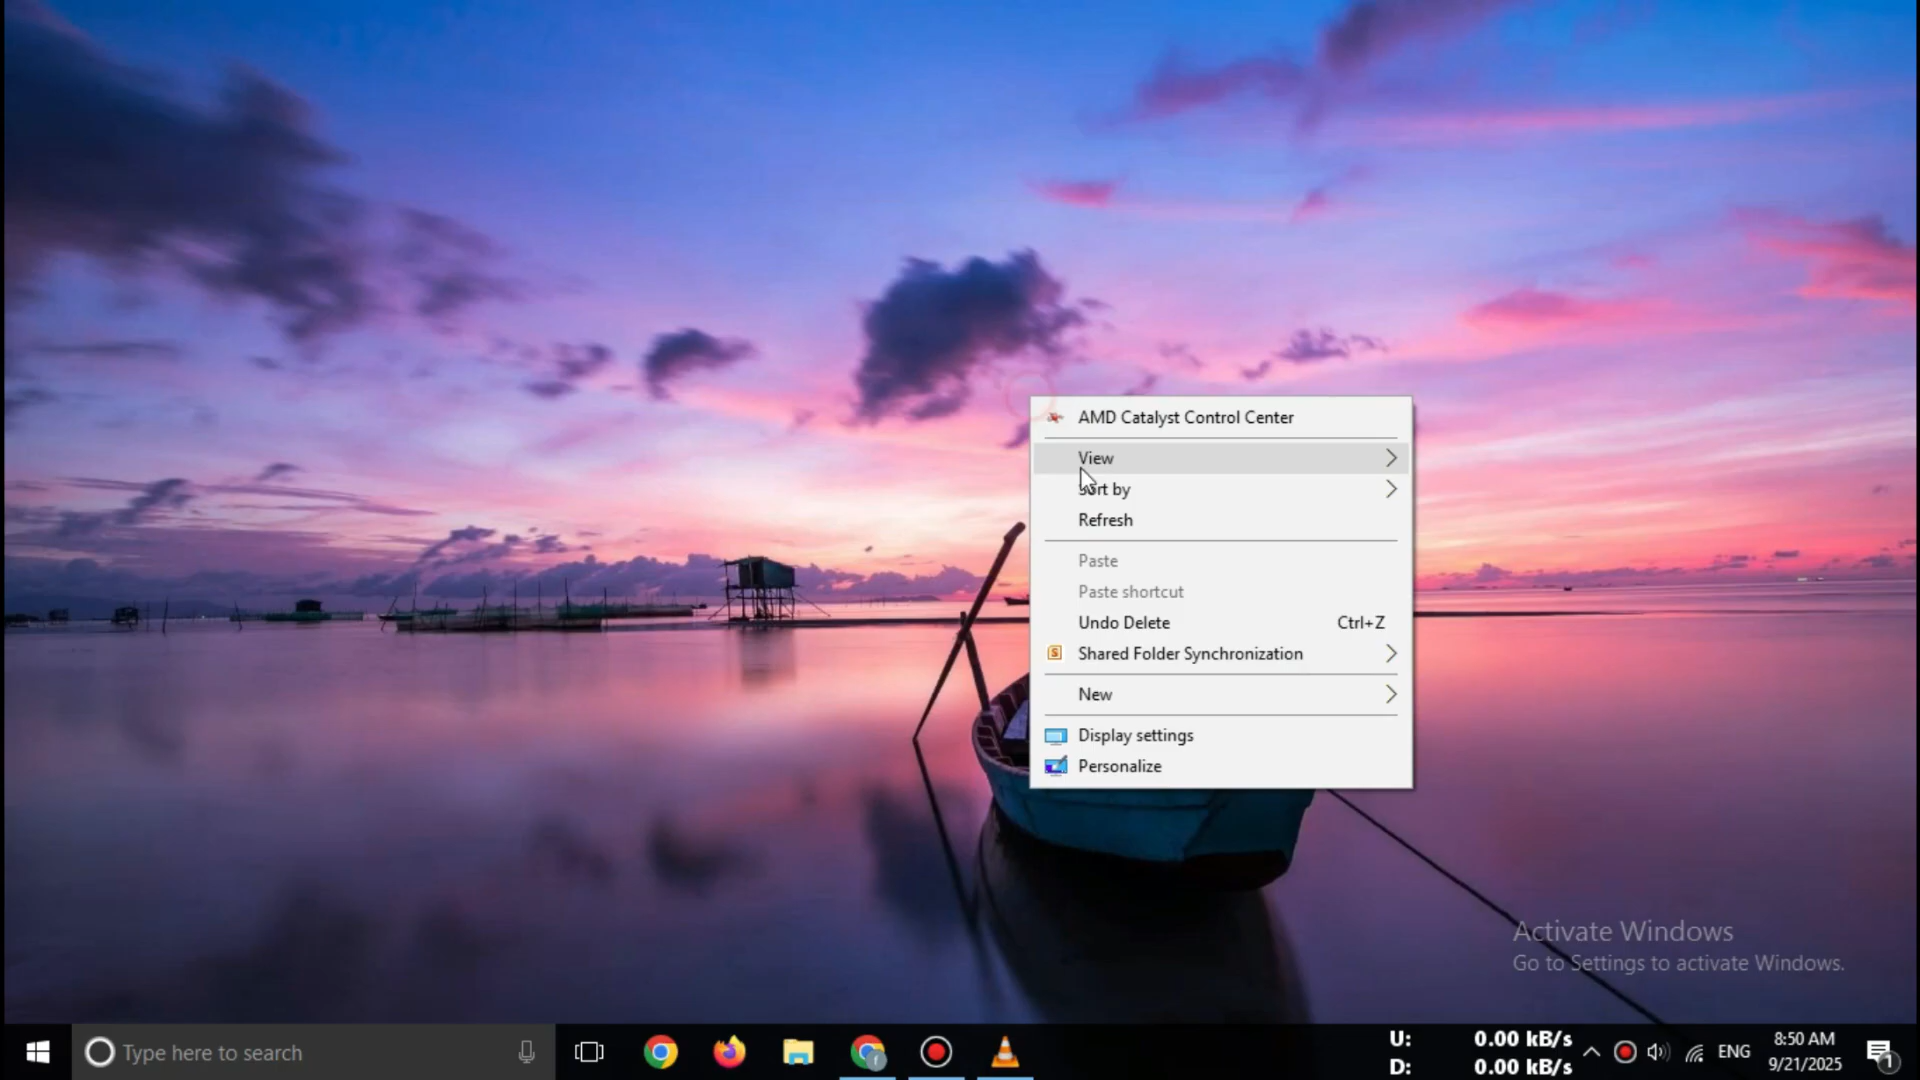 AMD Catalyst Control Center
View
Sort by
Refresh
Paste
Paste shortcut
Undo Delete Ctrl+Z
Shared Folder Synchronization
New
Display settings
Personalize
Activate Windows
Go to Settings to activate Windows.
Type here to search
U: 0.00 kB/s
D: 0.00 kB/s
ENG
8:50 AM
9/21/2025
1